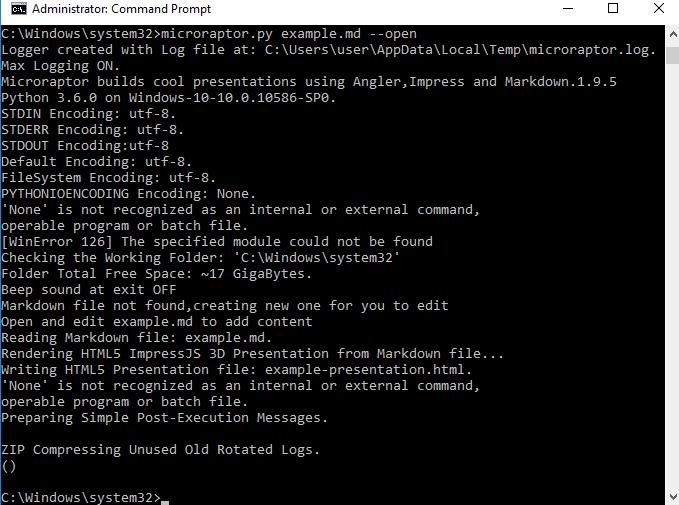 Administrator: Command Prompt
C:\Windows\system32>microraptor.py example.md --open
Logger created with Log file at: C:\Users\user\AppData\Local\Temp\microraptor.log.
Max Logging ON.
Microraptor builds cool presentations using Angler,Impress and Markdown.1.9.5
Python 3.6.0 on Windows-10-10.0.10586-SP0.
STDIN Encoding: utf-8.
STDERR Encoding: utf-8.
STDOUT Encoding:utf-8
Default Encoding: utf-8.
FileSystem Encoding: utf-8.
PYTHONIOENCODING Encoding: None.
'None' is not recognized as an internal or external command,
operable program or batch file.
[WinError 126] The specified module could not be found
Checking the Working Folder: 'C:\Windows\system32'
Folder Total Free Space: ~17 GigaBytes.
Beep sound at exit OFF
Markdown file not found,creating new one for you to edit
Open and edit example.md to add content
Reading Markdown file: example.md.
Rendering HTML5 ImpressJS 3D Presentation from Markdown file...
Writing HTML5 Presentation file: example-presentation.html.
'None' is not recognized as an internal or external command,
operable program or batch file.
Preparing Simple Post-Execution Messages.
ZIP Compressing Unused Old Rotated Logs.
()
C:\Windows\system32>